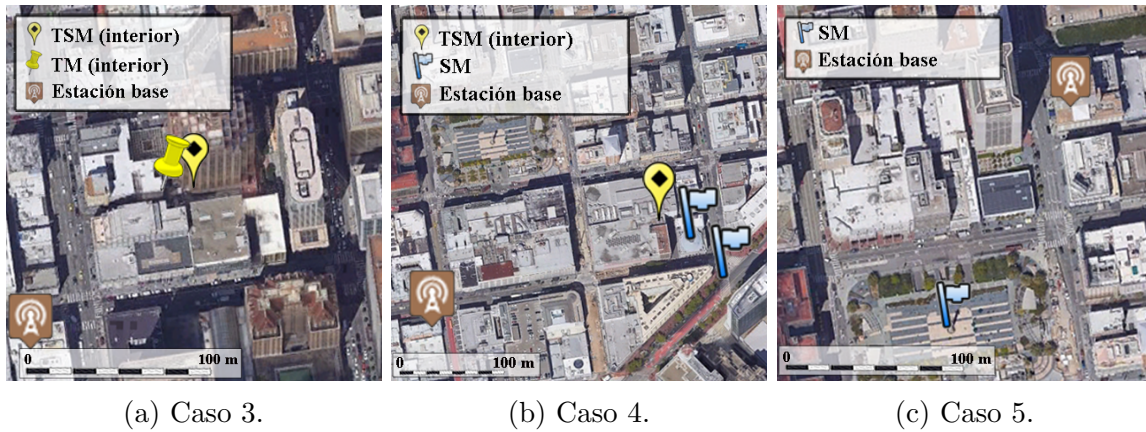 TSM (interior)
TM (interior)
Estación base
0 100 m
(a) Caso 3.
TSM (interior)
SM
Estación base
0 100 m
(b) Caso 4.
SM
Estación base
0 100 m
(c) Caso 5.